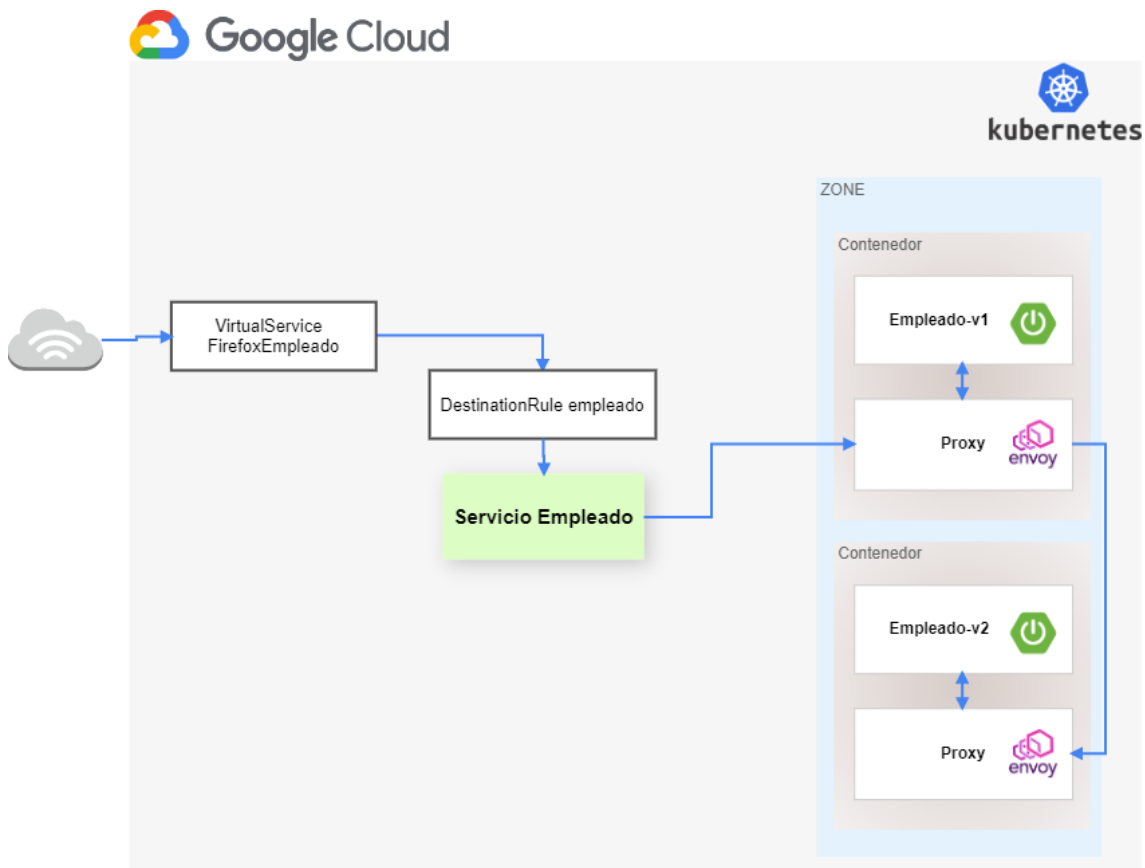 Google Cloud
kubernetes
ZONE
Contenedor
Empleado-v1
VirtualService
FirefoxEmpleado
DestinationRule empleado
Proxy
envoy
Servicio Empleado
Contenedor
Empleado-v2
Proxy
envoy